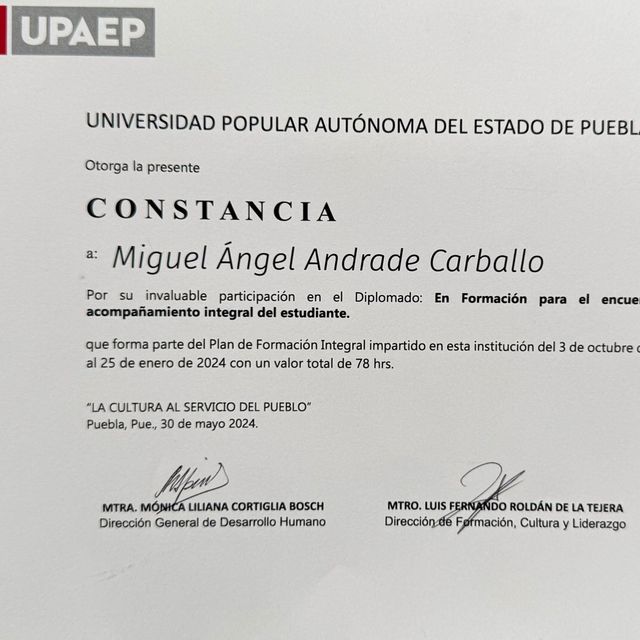 UPAEP
UNIVERSIDAD POPULAR AUTÓNOMA DEL ESTADO DE PUEBL
Otorga la presente
CONSTANCIA
a: Miguel Ángel Andrade Carballo
Por su invaluable participación en el Diplomado: En Formación para el encue
acompañamiento integral del estudiante.
que forma parte del Plan de Formación Integral impartido en esta institución del 3 de octubre
al 25 de enero de 2024 con un valor total de 78 hrs.
“LA CULTURA AL SERVICIO DEL PUEBLO”
Puebla, Pue., 30 de mayo 2024.
MTRA. MÓNICA LILIANA CORTIGLIA BOSCH MTRO. LUIS FERNANDO ROLDÁN DE LA TEJERA
Dirección General de Desarrollo Humano Dirección de Formación, Cultura y Liderazgo